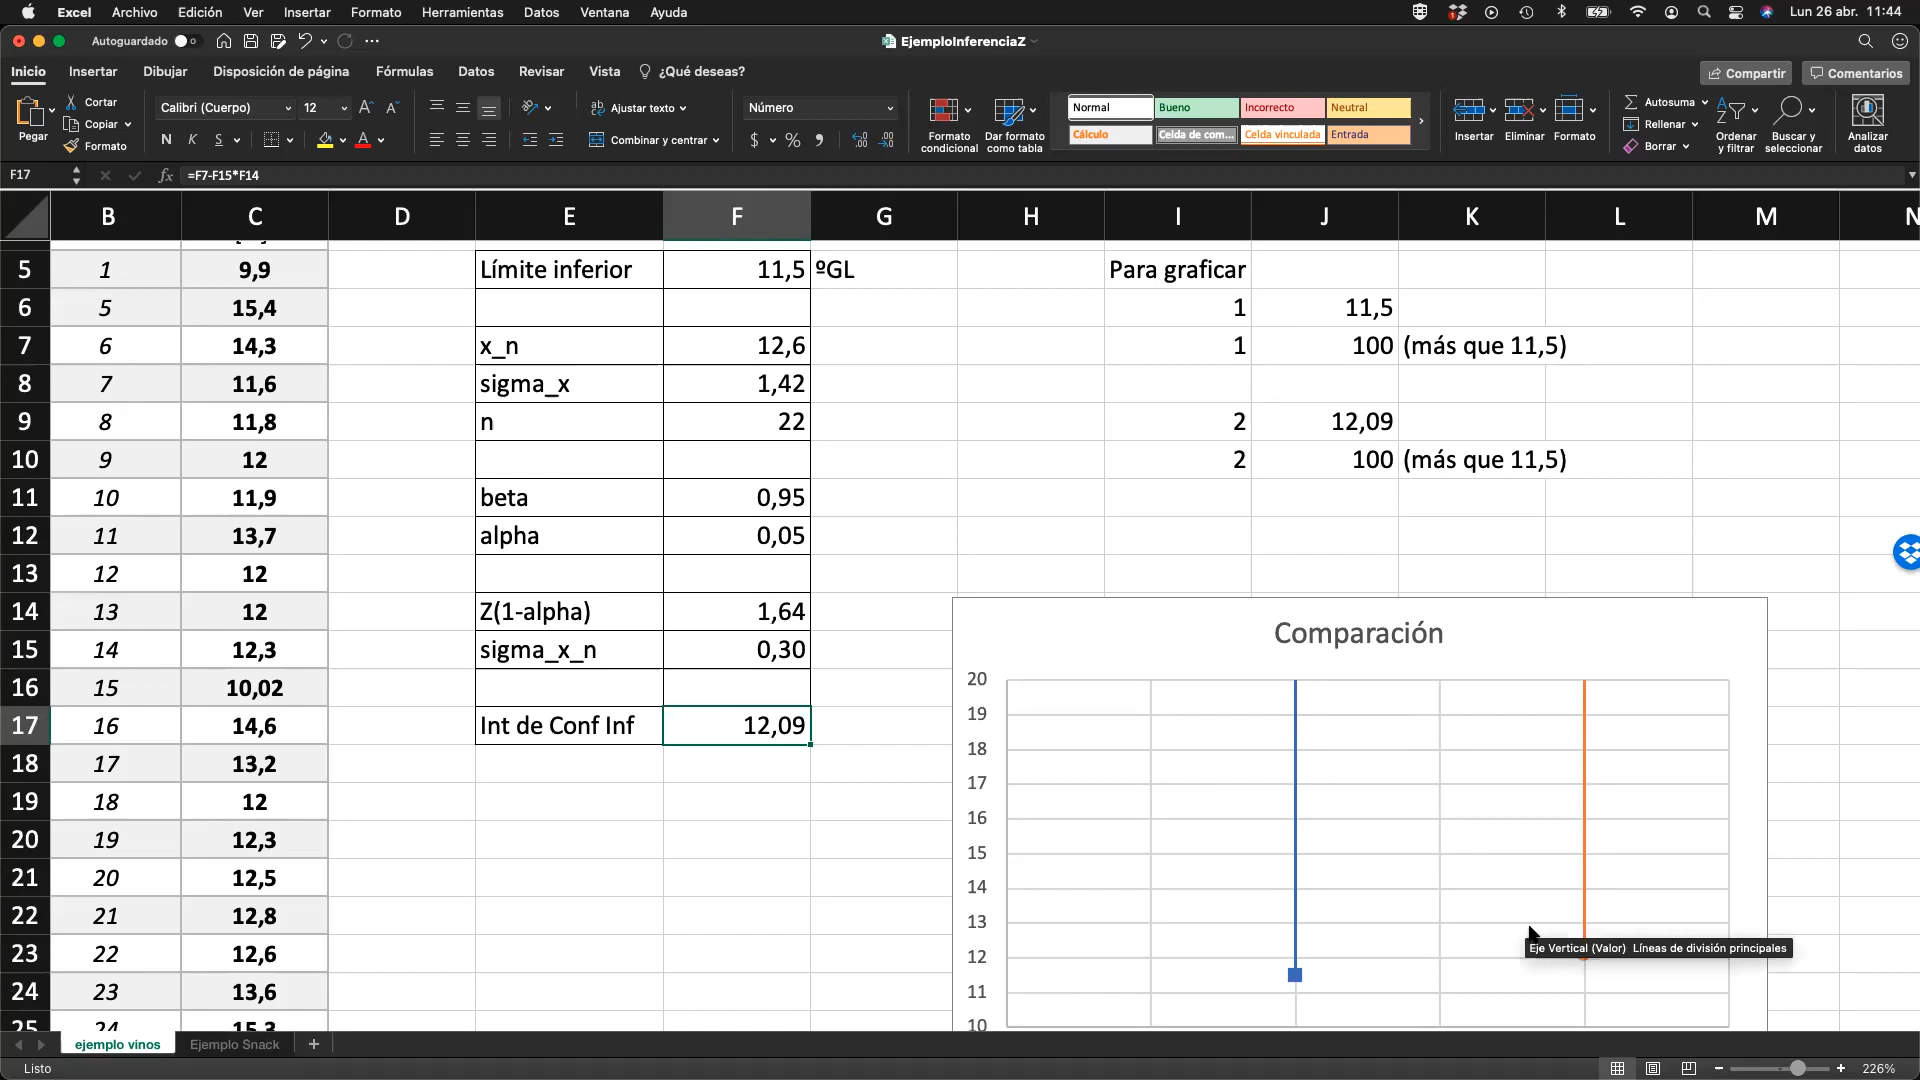 Excel Archivo Edición Ver Insertar Formato Herramientas Datos Ventana Ayuda
1
Lun 26 abr. 11:44
Autoguardado
EjemploInferenciaZ
Inicio Insertar Dibujar Disposición de página Fórmulas Datos Revisar Vista ¿Qué deseas?
Compartir Comentarios
Pegar
Cortar
Copiar
Formato
Calibri (Cuerpo) 12
N K S
Ajustar texto
Combinar y centrar
Número
$ %
Formato condicional
Dar formato como tabla
Normal Bueno Incorrecto Neutral
Cálculo Celda de com... Celda vinculada Entrada
Insertar Eliminar Formato
Autosuma
Rellenar
Borrar
Ordenar y filtrar
Buscar y seleccionar
Analizar datos
F17 fx =F7-F15*F14
B C D E F G H I J K L M N
5 1 9,9 Límite inferior 11,5 ºGL Para graficar
6 5 15,4 1 11,5
7 6 14,3 x_n 12,6 1 100 (más que 11,5)
8 7 11,6 sigma_x 1,42
9 8 11,8 n 22 2 12,09
10 9 12 2 100 (más que 11,5)
11 10 11,9 beta 0,95
12 11 13,7 alpha 0,05
13 12 12
14 13 12 Z(1-alpha) 1,64
15 14 12,3 sigma_x_n 0,30
16 15 10,02
17 16 14,6 Int de Conf Inf 12,09
18 17 13,2
19 18 12
20 19 12,3
21 20 12,5
22 21 12,8
23 22 12,6
24 23 13,6
25 24 15,3
Comparación
20
19
18
17
16
15
14
13
12
11
10
Eje Vertical (Valor) Líneas de división principales
ejemplo vinos Ejemplo Snack +
Listo
226%